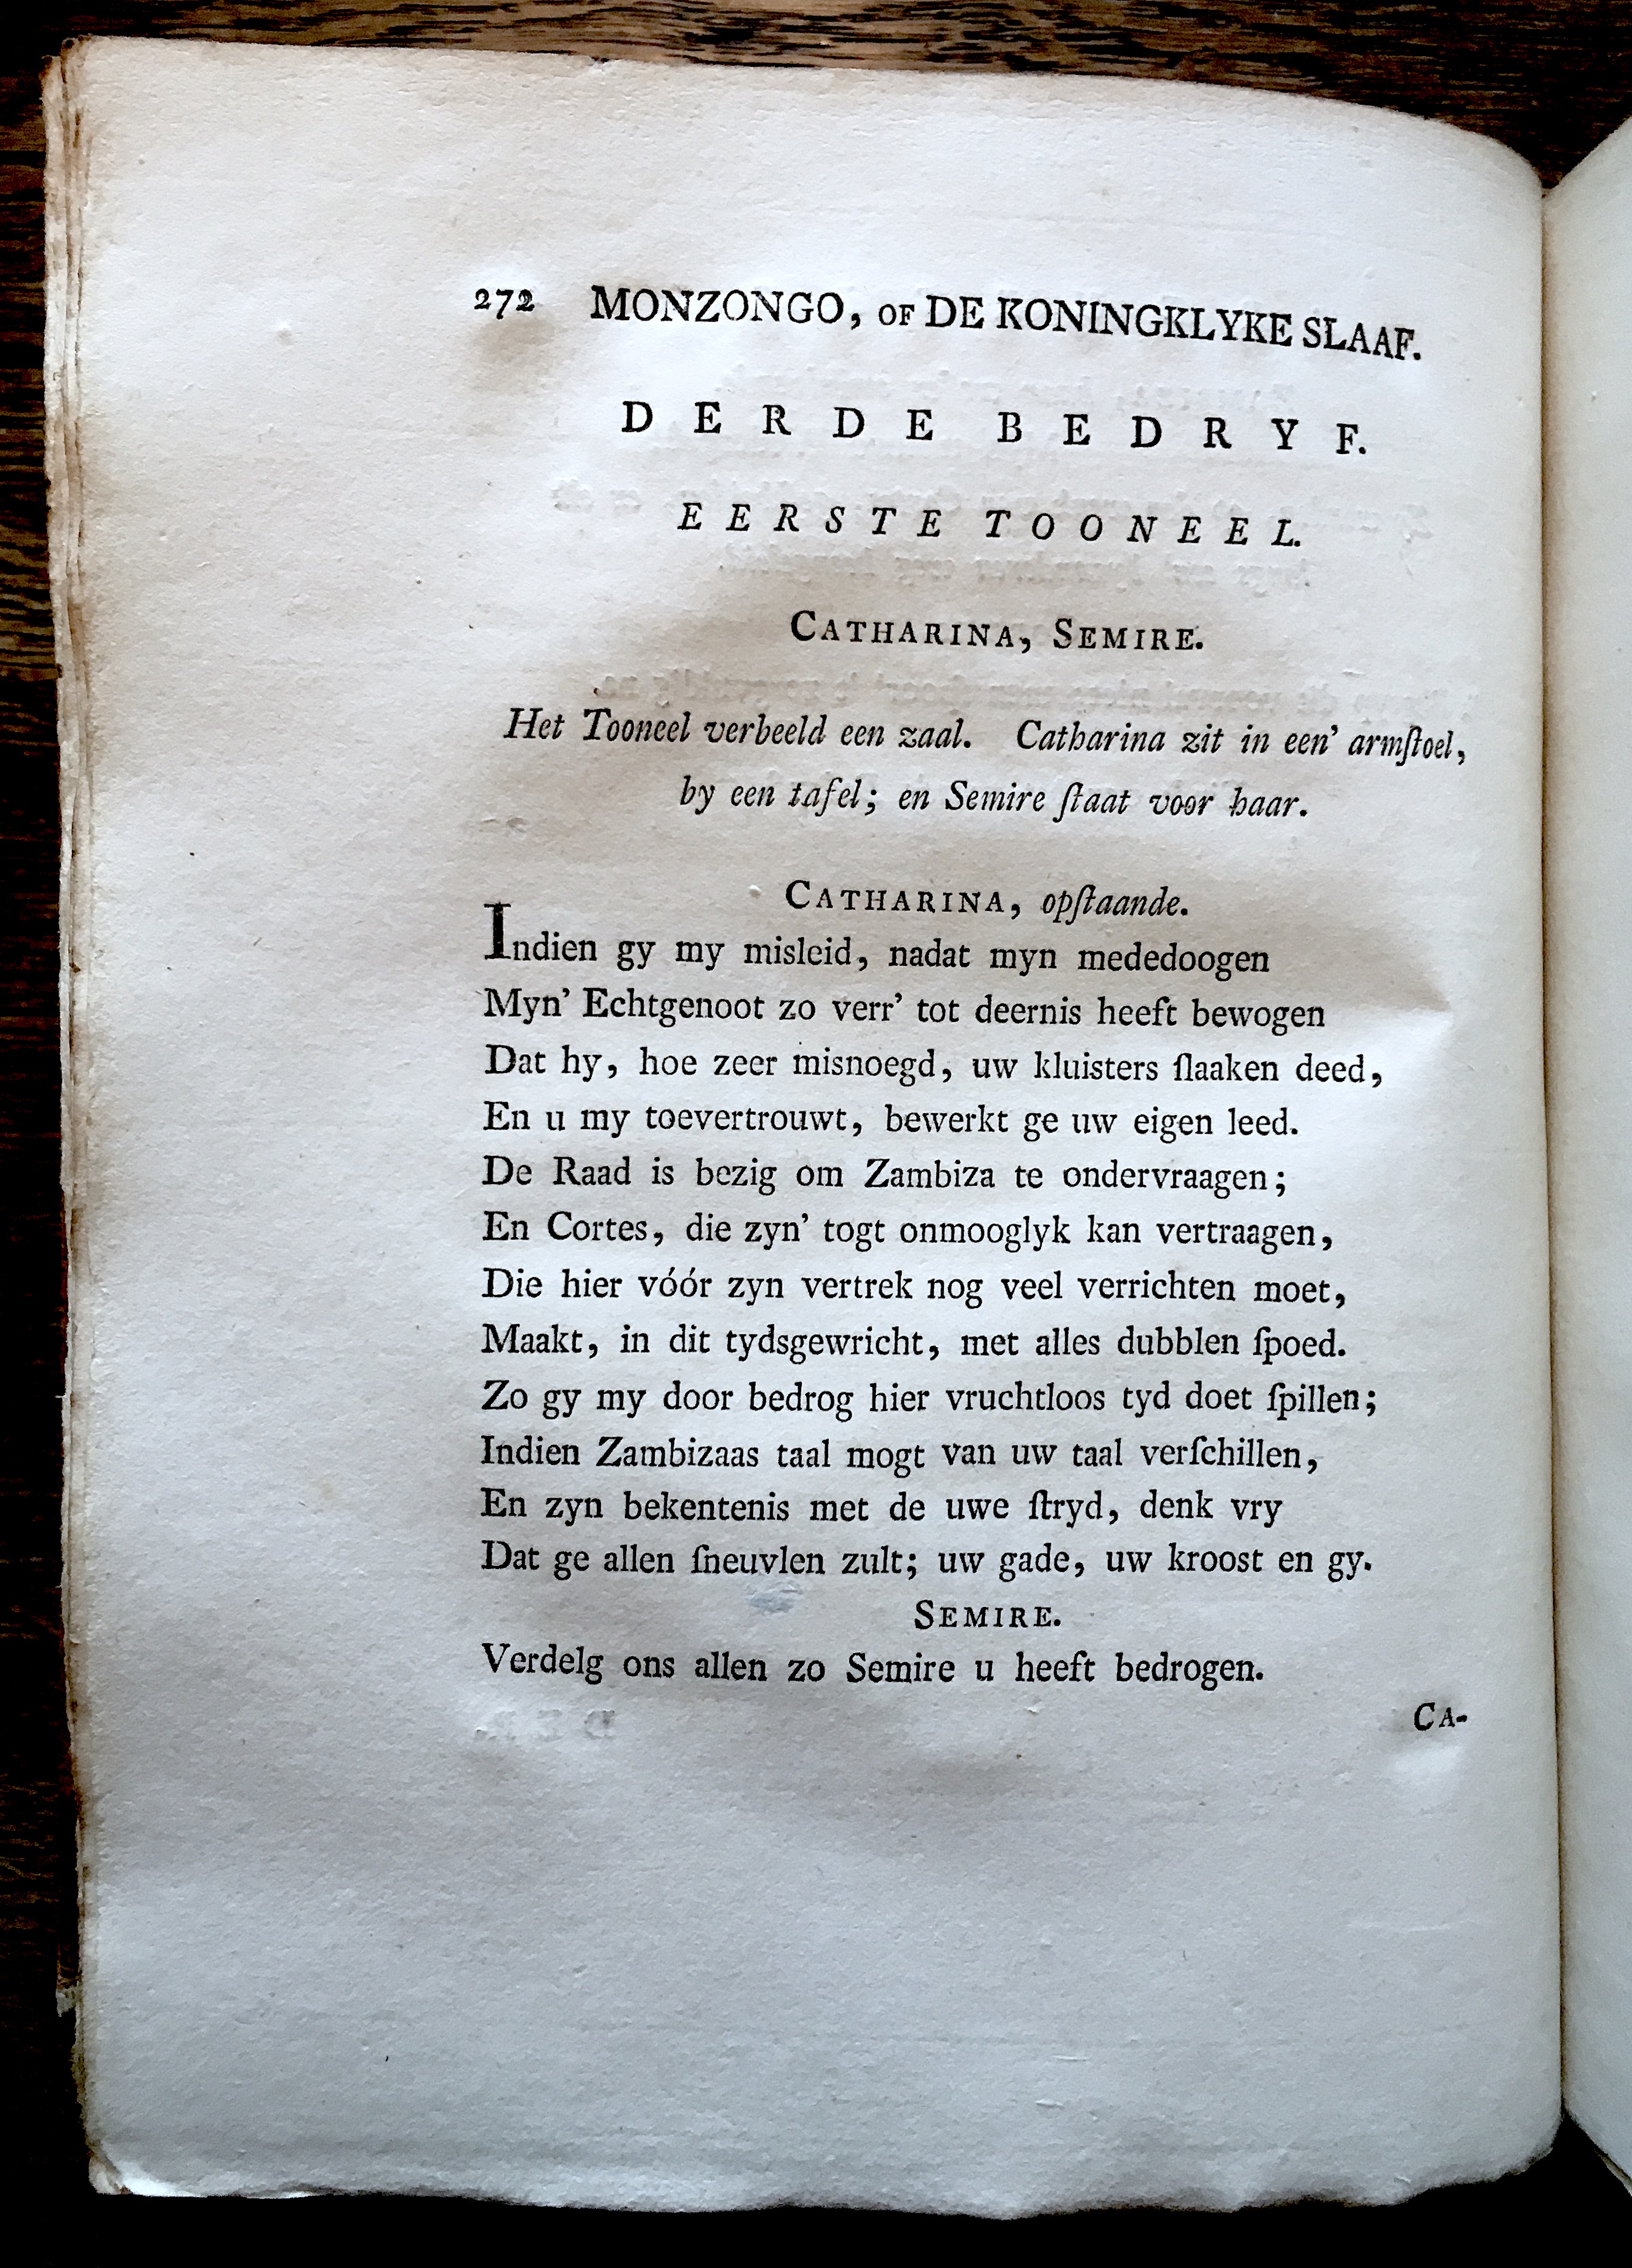 272 MONZONGO, OF DE KONINGKLYKE SLAAF.
DERDE BEDRYF.
EERSTE TOONEEL.
CATHARINA, SEMIRE.
Het Tooneel verbeeld een zaal. Catharina zit in een’ armſtoel,
by een tafel; en Semire ſtaat voor haar.
CATHARINA, opſtaande.
Indien gy my misleid, nadat myn mededoogen
Myn’ Echtgenoot zo verr’ tot deernis heeft bewogen
Dat hy, hoe zeer misnoegd, uw kluisters ſlaaken deed,
En u my toevertrouwt, bewerkt ge uw eigen leed.
De Raad is bezig om Zambiza te ondervraagen;
En Cortes, die zyn’ togt onmooglyk kan vertraagen,
Die hier vóór zyn vertrek nog veel verrichten moet,
Maakt, in dit tydsgewricht, met alles dubblen ſpoed.
Zo gy my door bedrog hier vruchtloos tyd doet ſpillen;
Indien Zambizaas taal mogt van uw taal verſchillen,
En zyn bekentenis met de uwe ſtryd, denk vry
Dat ge allen ſneuvlen zult; uw gade, uw kroost en gy.
SEMIRE.
Verdelg ons allen zo Semire u heeft bedrogen.
CA-